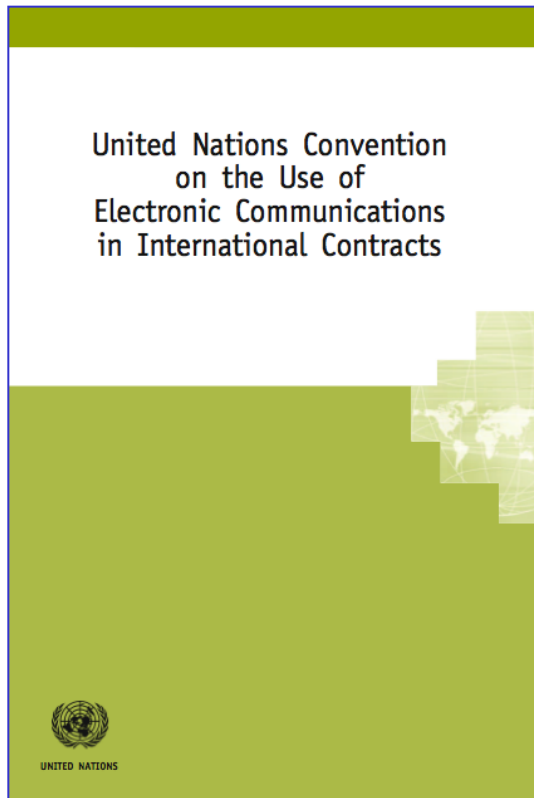 United Nations Convention
on the Use of
Electronic Communications
in International Contracts
UNITED NATIONS